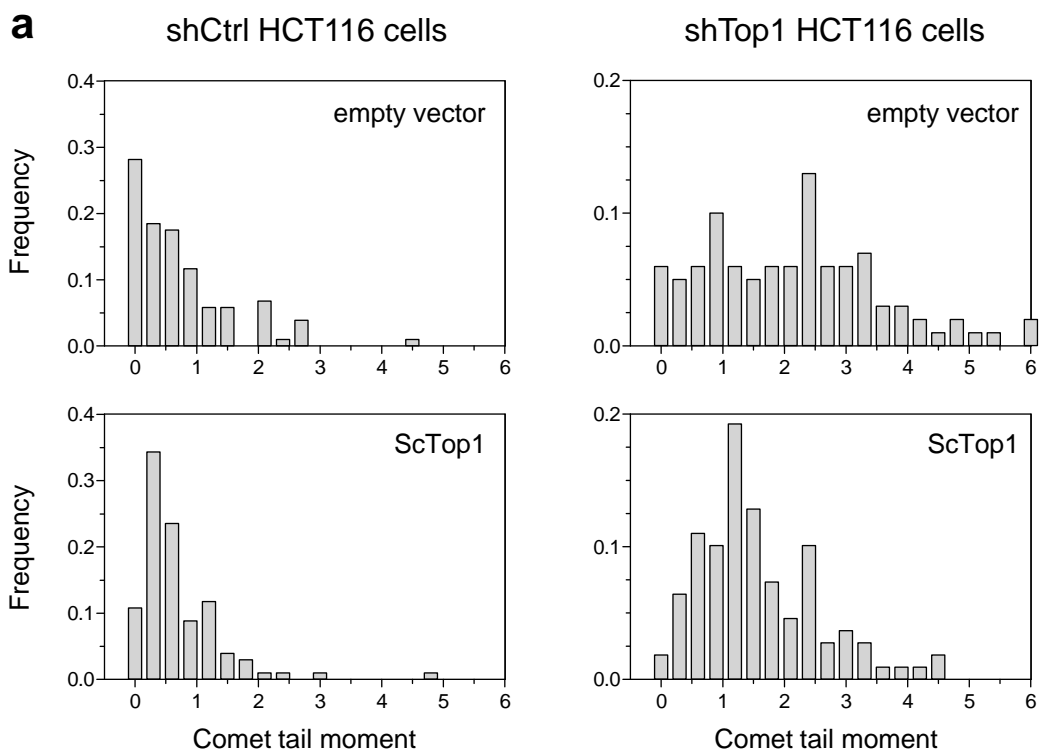 a
shCtrl HCT116 cells
shTop1 HCT116 cells
empty vector
Frequency
0.4
0.3
0.2
0.1
0.0
0 1 2 3 4 5 6
empty vector
0.2
0.1
0.0
0 1 2 3 4 5 6
ScTop1
Frequency
0.4
0.3
0.2
0.1
0.0
0 1 2 3 4 5 6
Comet tail moment
ScTop1
0.2
0.1
0.0
0 1 2 3 4 5 6
Comet tail moment